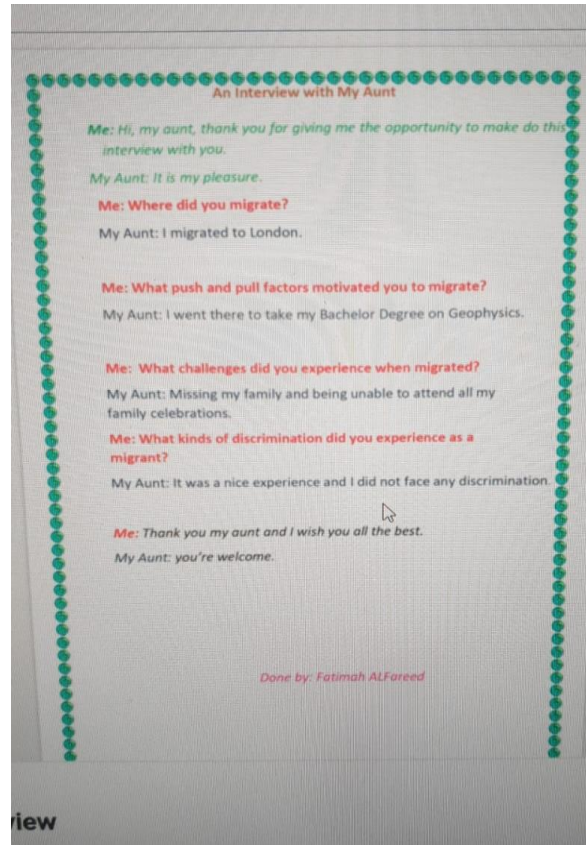 An Interview with My Aunt
Me: Hi, my aunt, thank you for giving me the opportunity to make do this
interview with you.
My Aunt: It is my pleasure.
Me: Where did you migrate?
My Aunt: I migrated to London.
Me: What push and pull factors motivated you to migrate?
My Aunt: I went there to take my Bachelor Degree on Geophysics.
Me: What challenges did you experience when migrated?
My Aunt: Missing my family and being unable to attend all my
family celebrations.
Me: What kinds of discrimination did you experience as a
migrant?
My Aunt: It was a nice experience and I did not face any discrimination.
Me: Thank you my aunt and I wish you all the best.
My Aunt: you're welcome.
Done by: Fatimah ALFareed
view